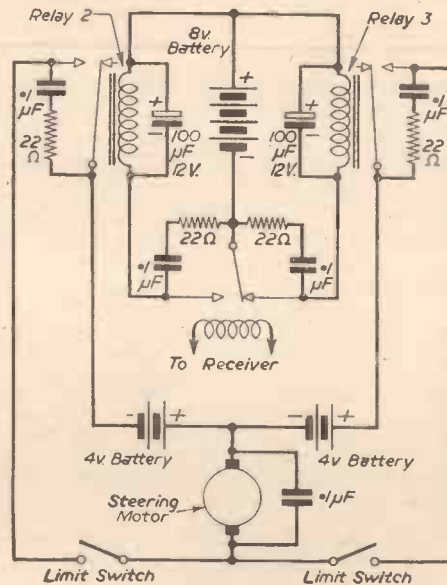 Relay 2
8v.
Battery
Relay 3
+
-
•1
μF
22
Ω
+
-
100
μF
12V.
+
-
100
μF
12V.
•1
μF
22
Ω
22Ω
22Ω
•1
μF
•1
μF
To Receiver
- +
- +
4v. Battery
4v Battery
Steering
Motor
•1μF
Limit Switch
Limit Switch